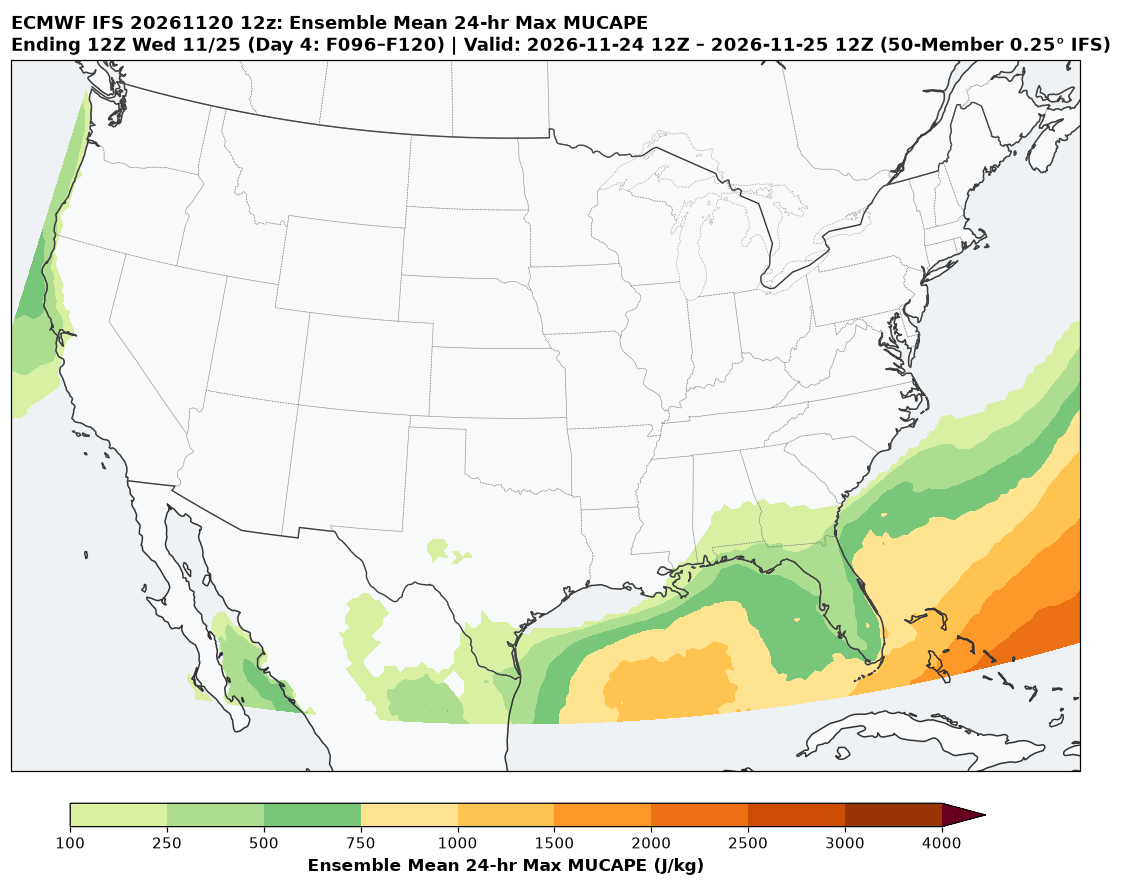 ECMWF IFS 20261120 12z: Ensemble Mean 24-hr Max MUCAPE
Ending 12Z Wed 11/25 (Day 4: F096–F120) | Valid: 2026-11-24 12Z – 2026-11-25 12Z (50-Member 0.25° IFS)
100 250 500 750 1000 1500 2000 2500 3000 4000
Ensemble Mean 24-hr Max MUCAPE (J/kg)